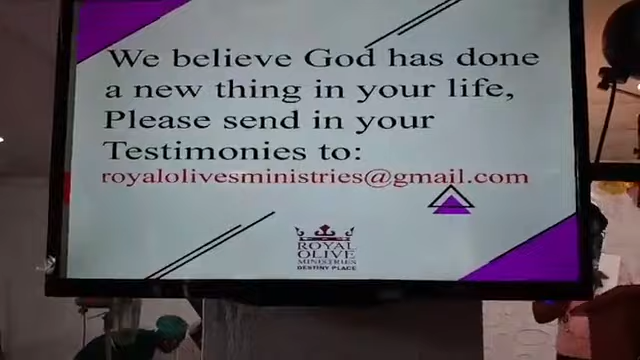 We believe God has done
a new thing in your life,
Please send in your
Testimonies to:
royalolivesministries@gmail.com
ROYAL
OLIVE
MINISTRIES
DESTINY PLACE